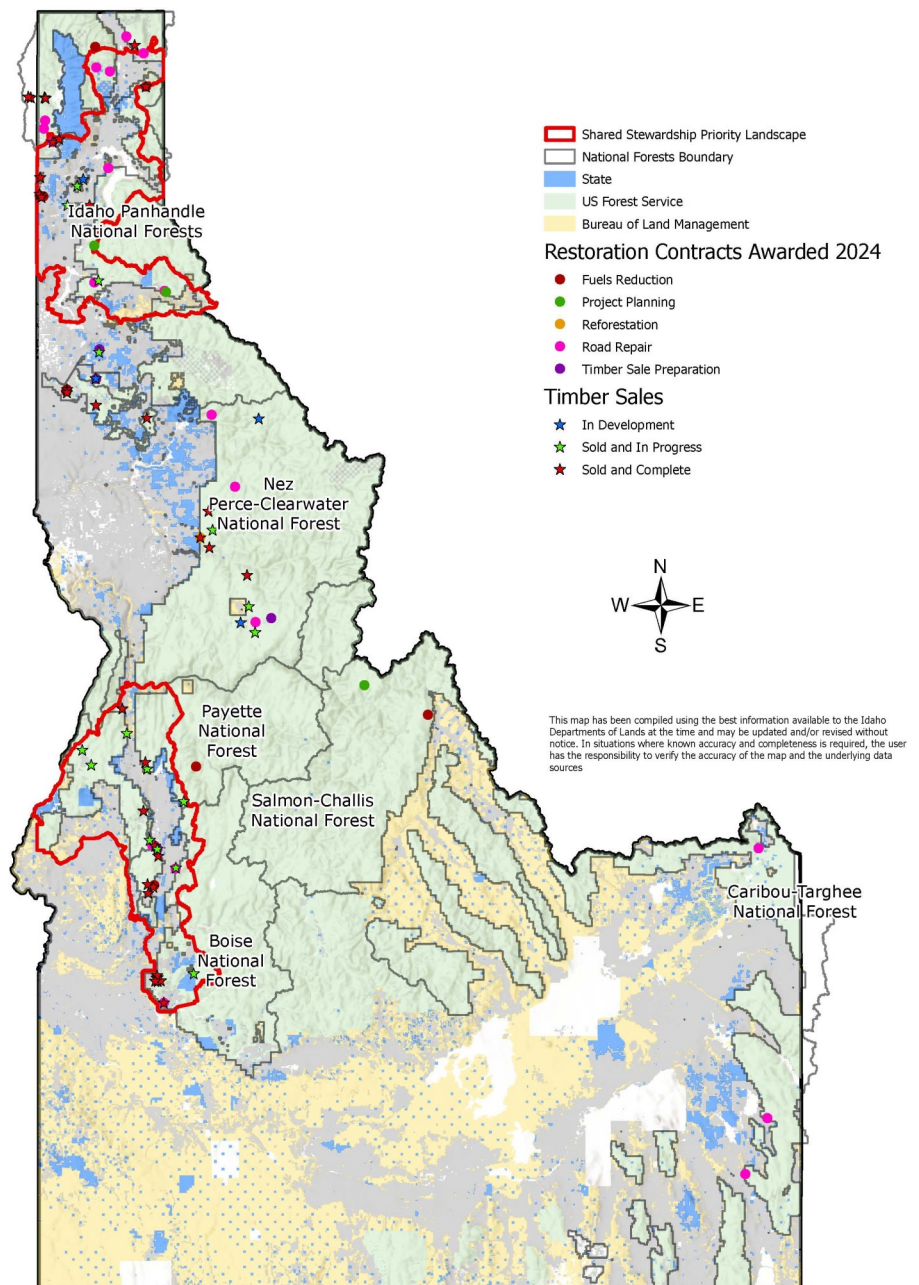 Shared Stewardship Priority Landscape
National Forests Boundary
State
US Forest Service
Bureau of Land Management
Restoration Contracts Awarded 2024
Fuels Reduction
Project Planning
Reforestation
Road Repair
Timber Sale Preparation
Timber Sales
In Development
Sold and In Progress
Sold and Complete
Idaho Panhandle
National Forests
Nez
Perce-Clearwater
National Forest
N
W
E
S
Payette
National
Forest
This map has been compiled using the best information available to the Idaho
Departments of Lands at the time and may be updated and/or revised without
notice. In situations where known accuracy and completeness is required, the user
has the responsibility to verify the accuracy of the map and the underlying data
sources
Salmon-Challis
National Forest
Caribou-Targhee
National Forest
Boise
National
Forest